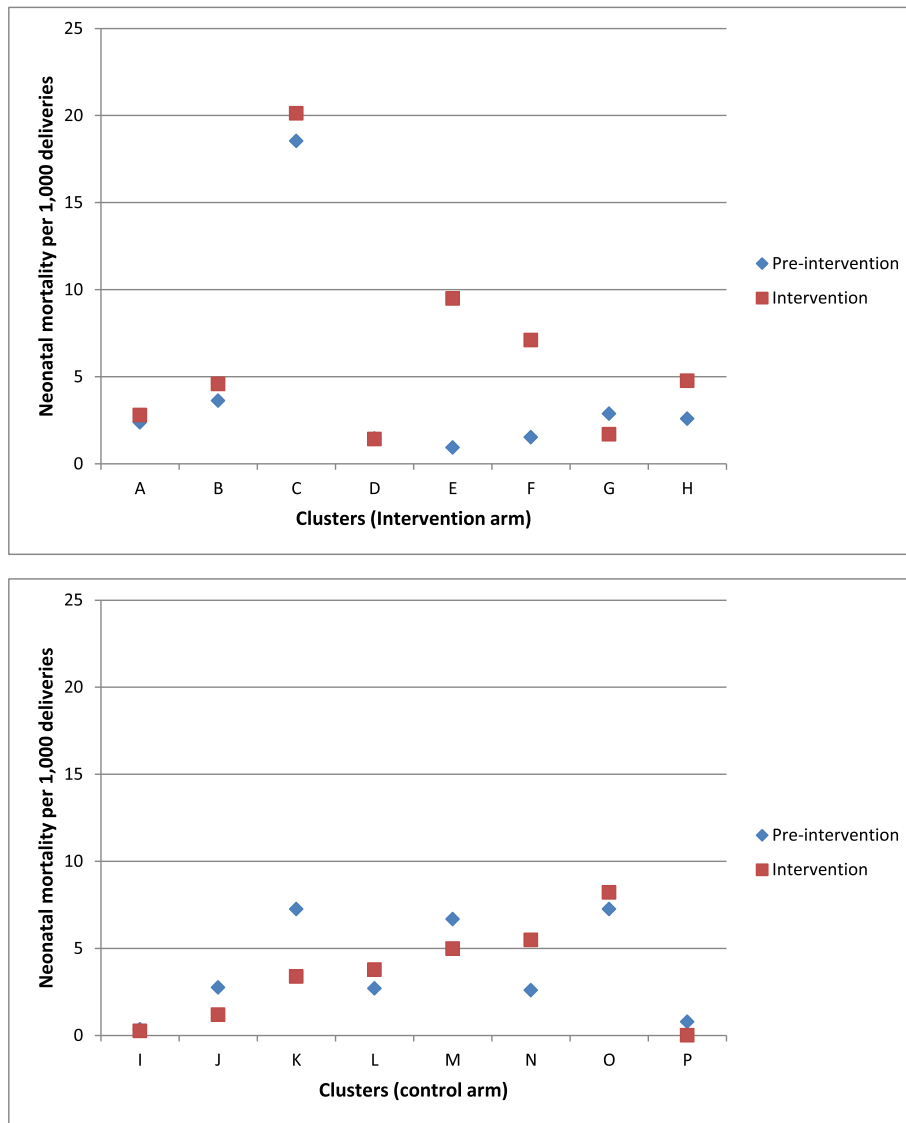 25
20
15
10
5
0
Neonatal mortality per 1,000 deliveries
A B C D E F G H
Clusters (Intervention arm)
Pre-intervention
Intervention
25
20
15
10
5
0
Neonatal mortality per 1,000 deliveries
I J K L M N O P
Clusters (control arm)
Pre-intervention
Intervention